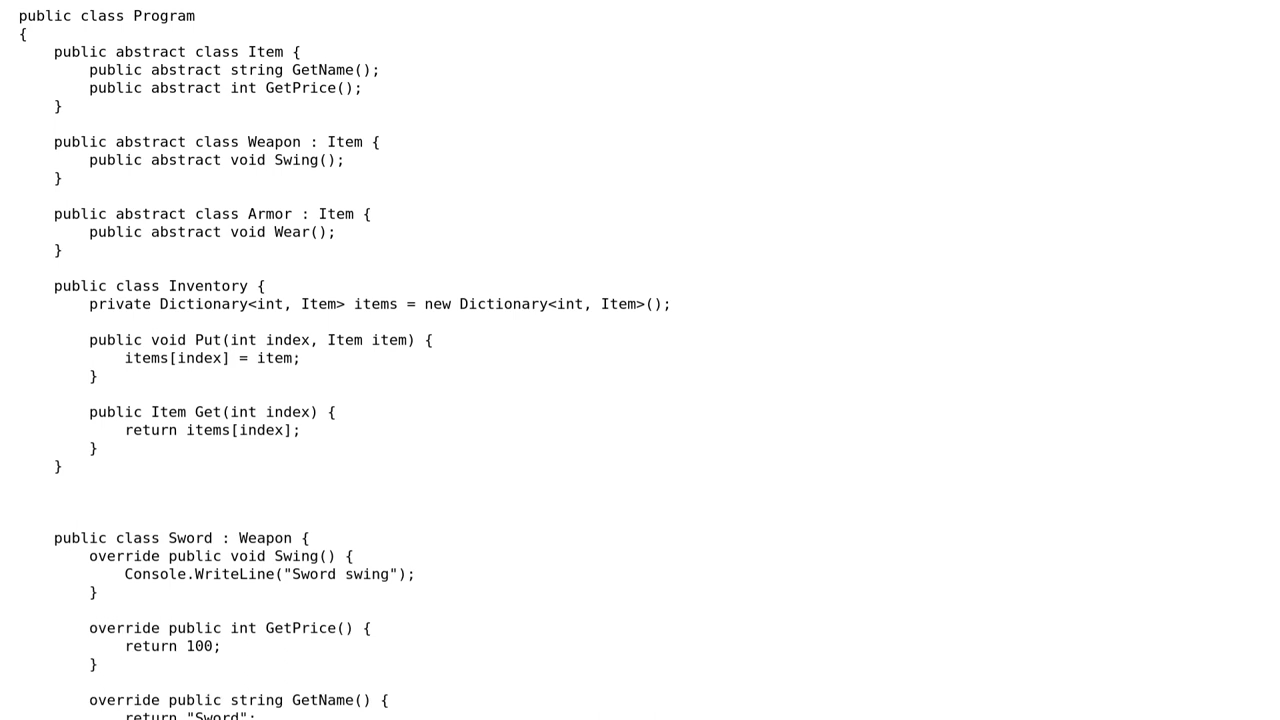 public class Program
{
    public abstract class Item {
        public abstract string GetName();
        public abstract int GetPrice();
    }

    public abstract class Weapon : Item {
        public abstract void Swing();
    }

    public abstract class Armor : Item {
        public abstract void Wear();
    }

    public class Inventory {
        private Dictionary<int, Item> items = new Dictionary<int, Item>();

        public void Put(int index, Item item) {
            items[index] = item;
        }

        public Item Get(int index) {
            return items[index];
        }
    }

    public class Sword : Weapon {
        override public void Swing() {
            Console.WriteLine("Sword swing");
        }

        override public int GetPrice() {
            return 100;
        }

        override public string GetName() {
            return "Sword";